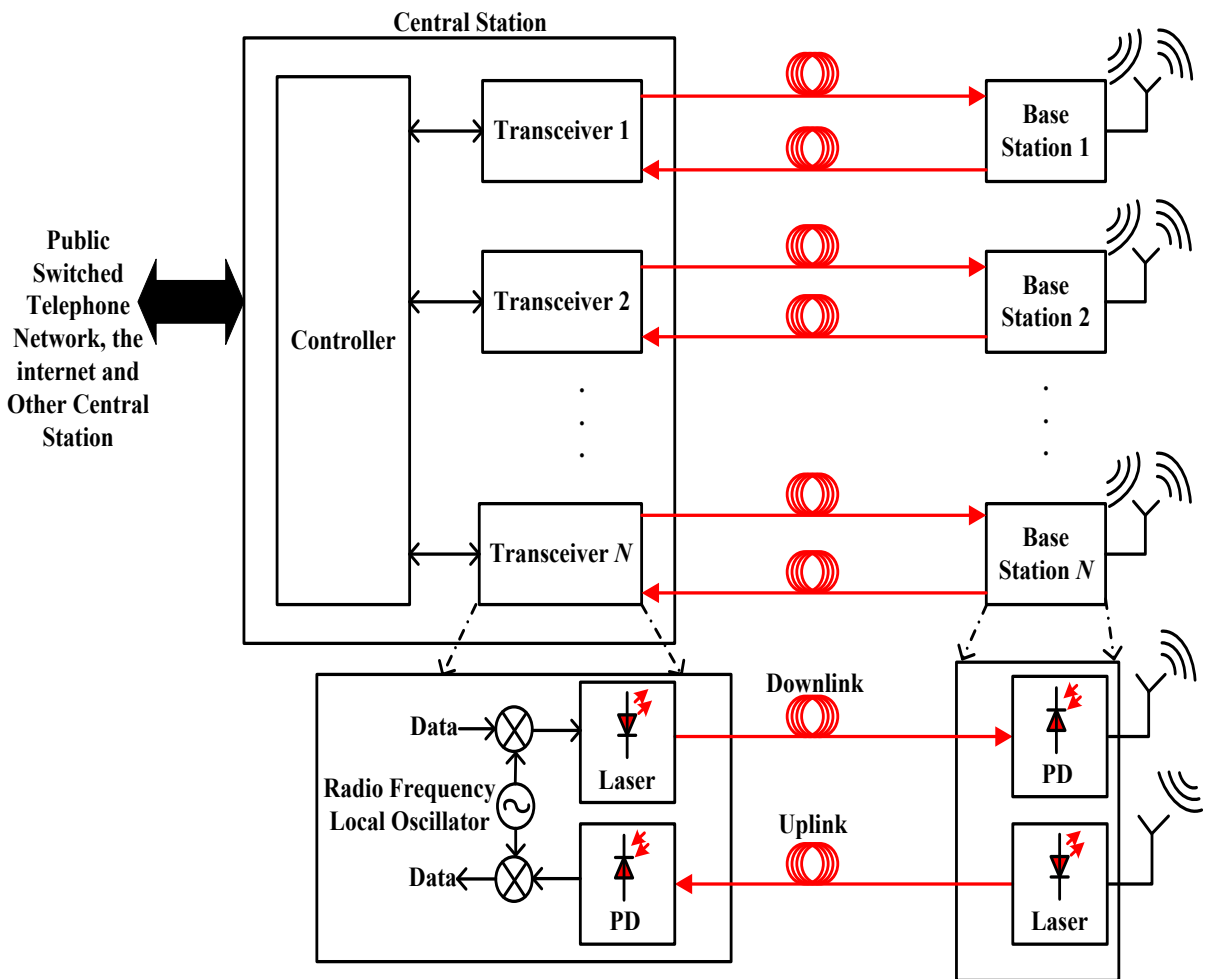 Central Station
Transceiver 1
Base
Station 1
Public
Switched
Telephone
Network, the
internet and
Other Central
Station
Controller
Transceiver 2
Base
Station 2
Transceiver N
Base
Station N
Downlink
Data
Laser
PD
Radio Frequency
Local Oscillator
Uplink
Data
PD
Laser